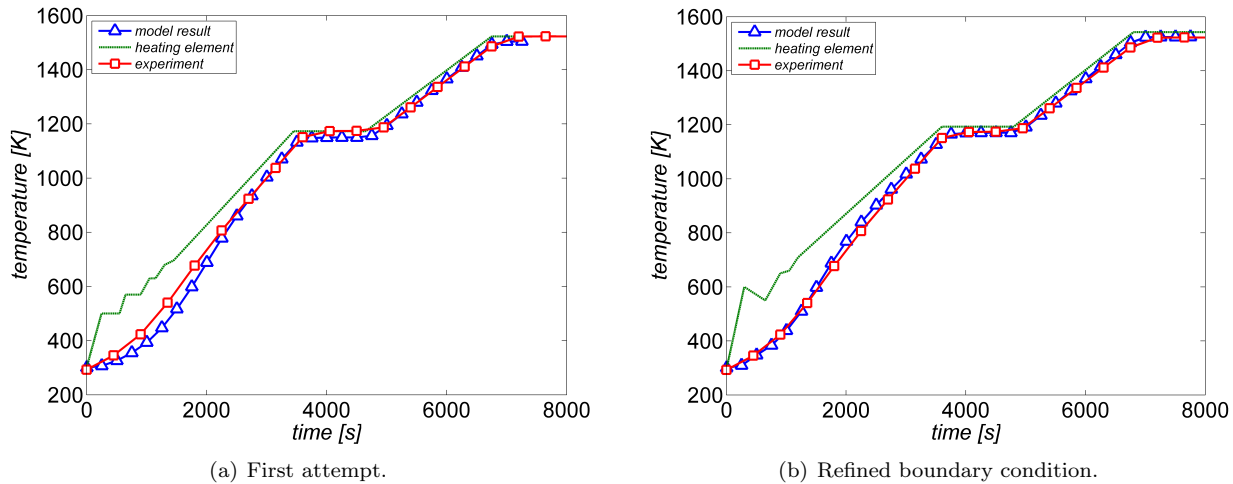 1600
1400
1200
1000
800
600
400
200
temperature [K]
model result
heating element
experiment
0
2000
4000
6000
8000
time [s]
(a) First attempt.
1600
1400
1200
1000
800
600
400
200
temperature [K]
model result
heating element
experiment
0
2000
4000
6000
8000
time [s]
(b) Refined boundary condition.